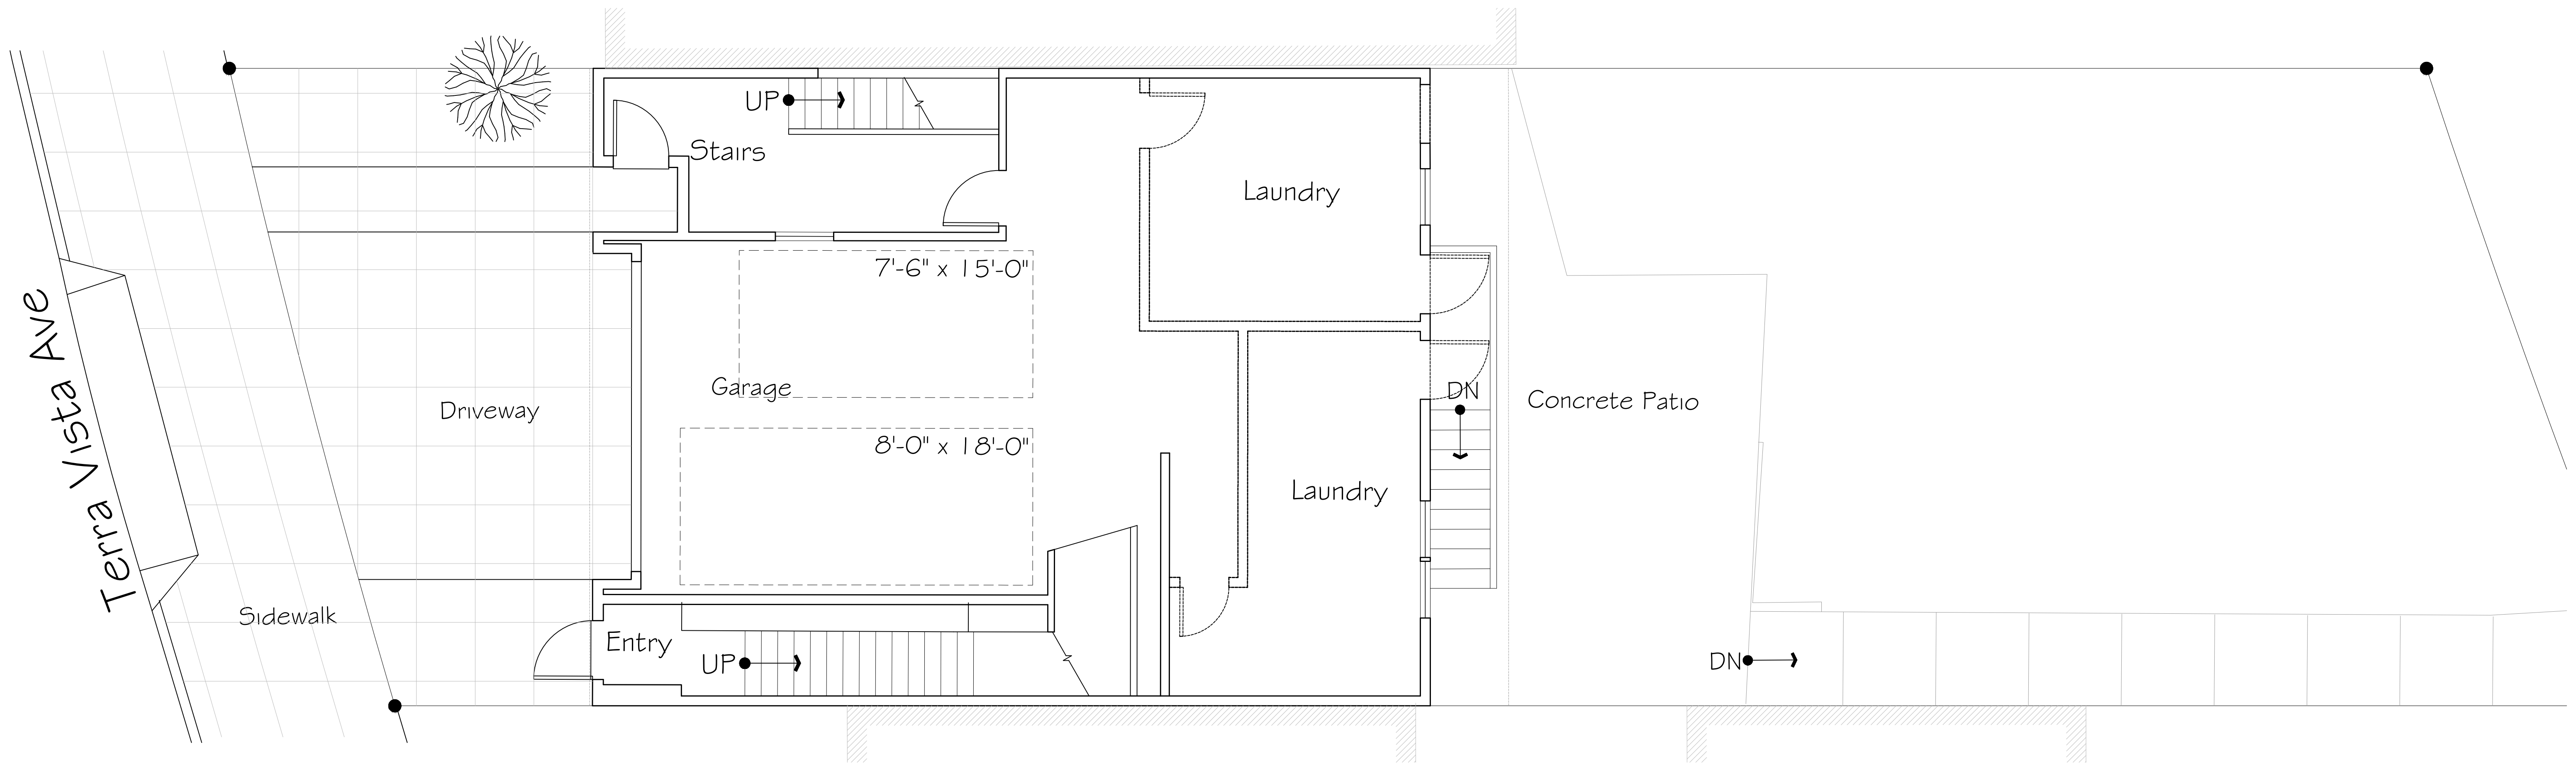 UP
Stairs
Laundry
7'-6" x 15'-0"
Terra Vista Ave
Garage
DN
Driveway
Concrete Patio
8'-0" x 18'-0"
Laundry
Sidewalk
Entry
UP
DN